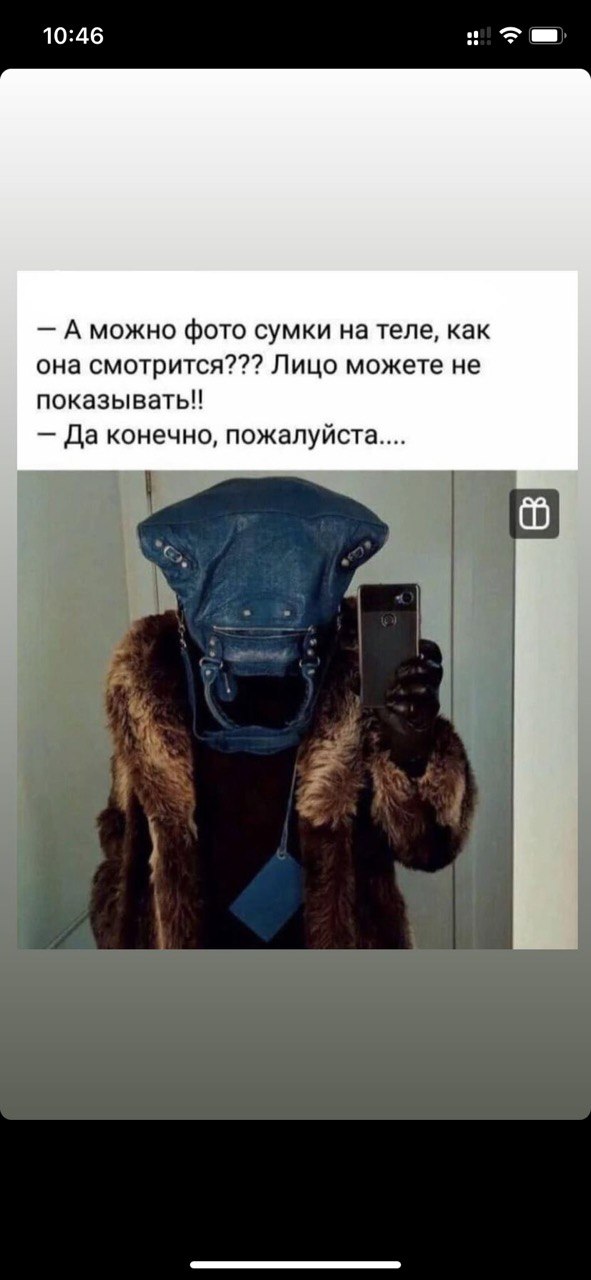 10:46
— А можно фото сумки на теле, как
она смотрится??? Лицо можете не
показывать!!
— Да конечно, пожалуйста....